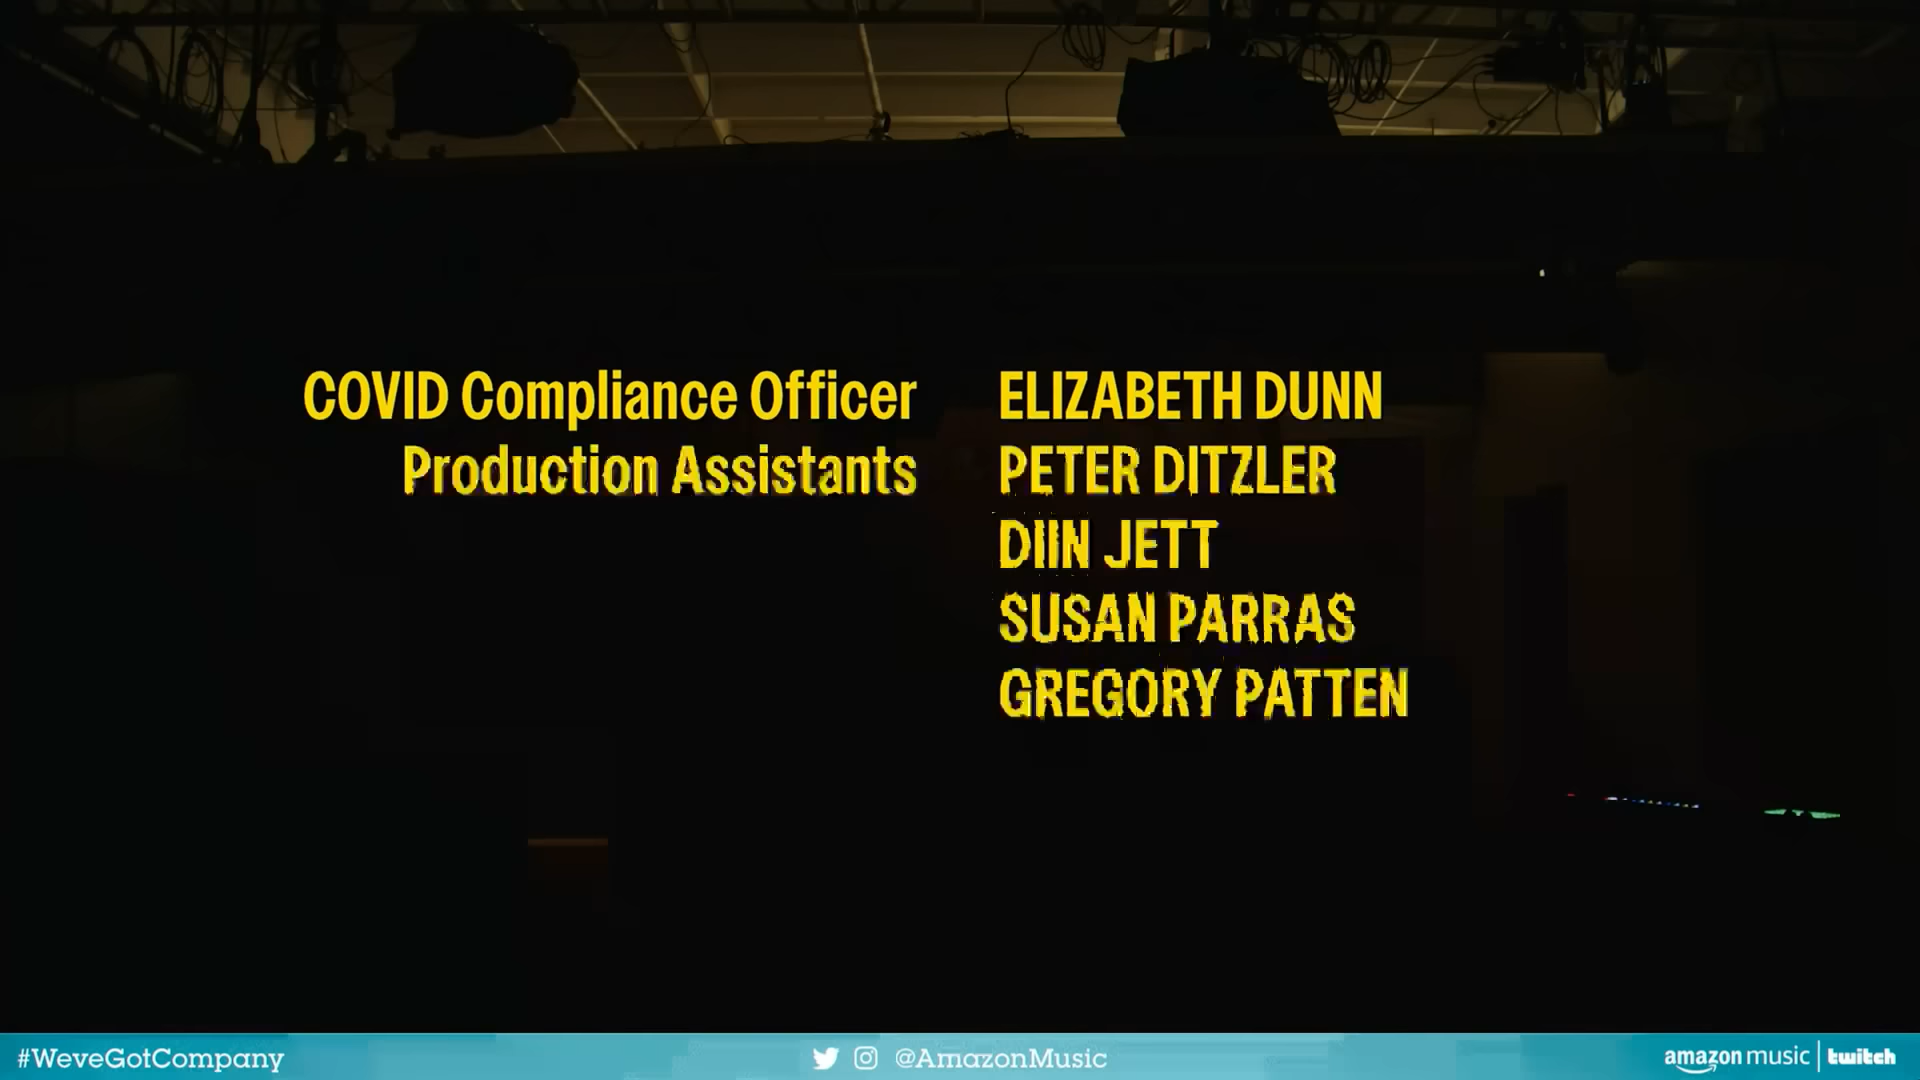 COVID Compliance Officer ELIZABETH DUNN
Production Assistants PETER DITZLER
DIIN JETT
SUSAN PARRAS
GREGORY PATTEN
#WeveGotCompany @AmazonMusic amazon music | twitch